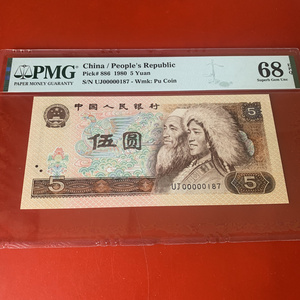 PMG
PAPER MONEY GUARANTY
China / People's Republic
Pick# 886 1980 5 Yuan
S/N UJ00000187 - Wmk: Pu Coin
68 EPQ
Superb Gem Unc
中国人民银行
5
伍圆
5
UJ00000187
5